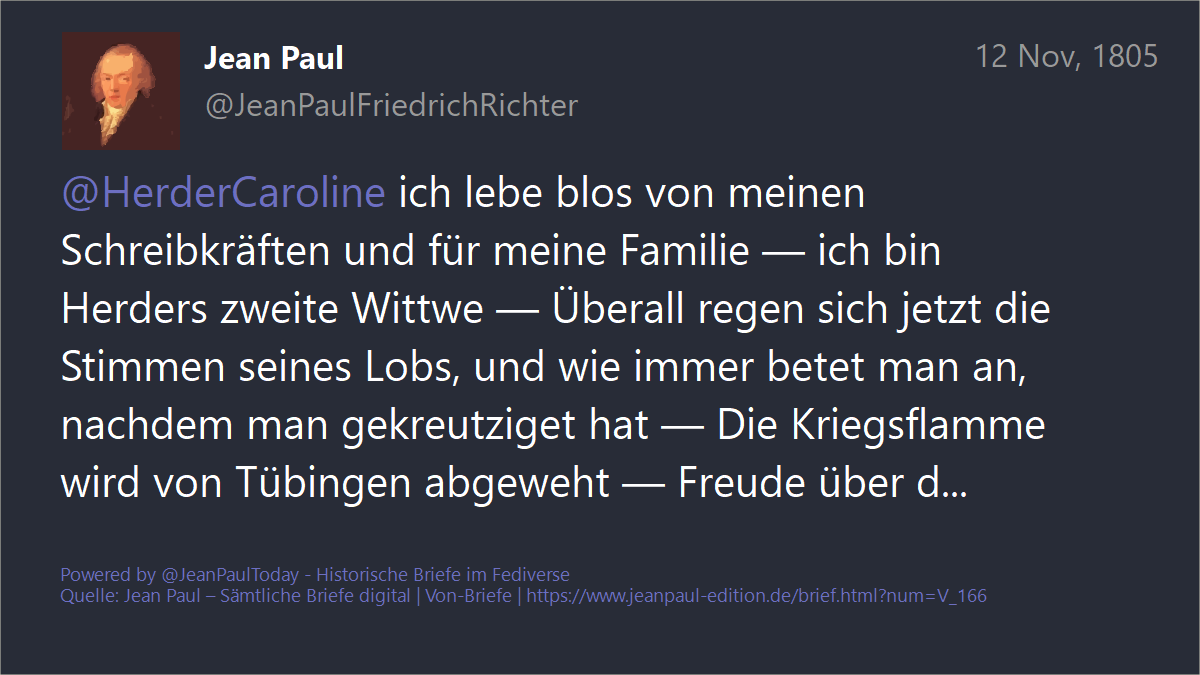 Jean Paul
12 Nov, 1805
@JeanPaulFriedrichRichter
@HerderCaroline ich lebe blos von meinen
Schreibkräften und für meine Familie — ich bin
Herders zweite Wittwe — Überall regen sich jetzt die
Stimmen seines Lobs, und wie immer betet man an,
nachdem man gekreutziget hat — Die Kriegsflamme
wird von Tübingen abgeweht — Freude über d...
Powered by @JeanPaulToday - Historische Briefe im Fediverse
Quelle: Jean Paul – Sämtliche Briefe digital | Von-Briefe | https://www.jeanpaul-edition.de/brief.html?num=V_166